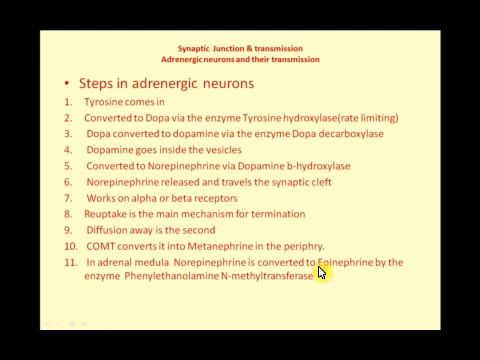 Synaptic Junction & transmission
Adrenergic neurons and their transmission
• Steps in adrenergic neurons
1. Tyrosine comes in
2. Converted to Dopa via the enzyme Tyrosine hydroxylase(rate limiting)
3. Dopa converted to dopamine via the enzyme Dopa decarboxylase
4. Dopamine goes inside the vesicles
5. Converted to Norepinephrine via Dopamine b-hydroxylase
6. Norepinephrine released and travels the synaptic cleft
7. Works on alpha or beta receptors
8. Reuptake is the main mechanism for termination
9. Diffusion away is the second
10. COMT converts it into Metanephrine in the periphry.
11. In adrenal medula Norepinephrine is converted to Epinephrine by the
enzyme Phenylethanolamine N-methyltransferase